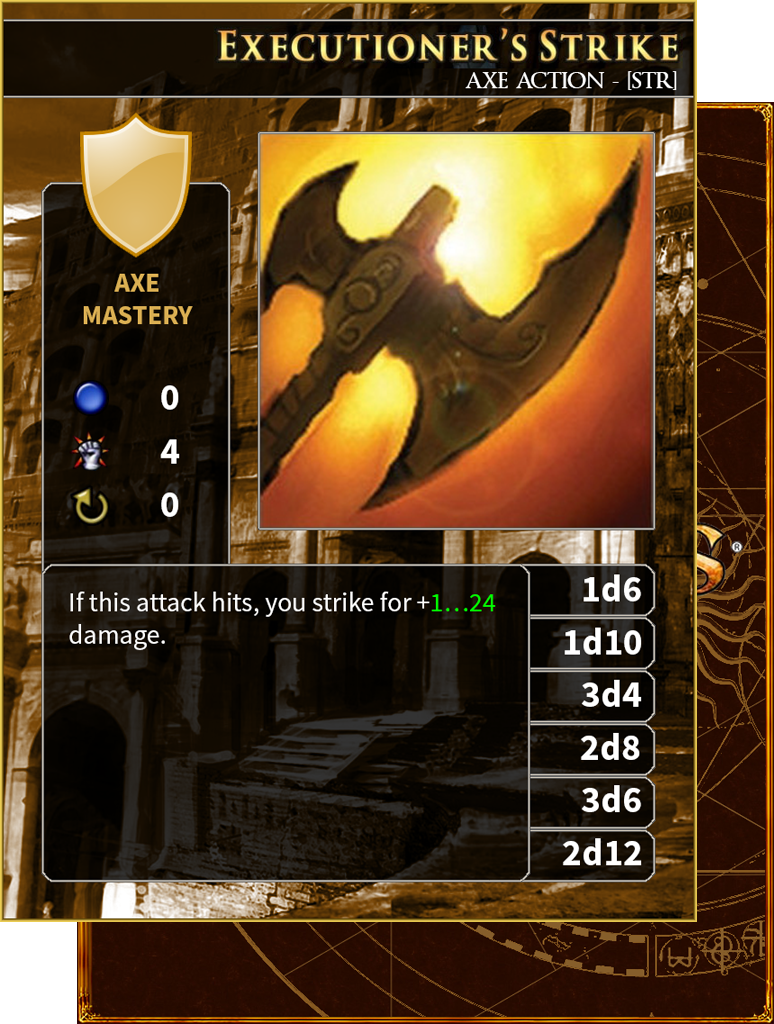 EXECUTIONER'S STRIKE
AXE ACTION - [STR]
AXE
MASTERY
0
4
0
If this attack hits, you strike for +1...24
damage.
1d6
1d10
3d4
2d8
3d6
2d12
S®